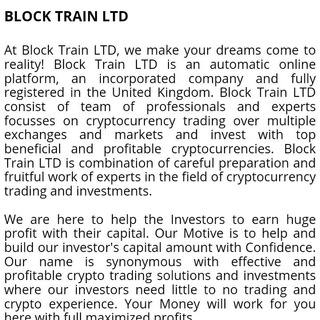 BLOCK TRAIN LTD
At Block Train LTD, we make your dreams come to
reality! Block Train LTD is an automatic online
platform, an incorporated company and fully
registered in the United Kingdom. Block Train LTD
consist of team of professionals and experts
focusses on cryptocurrency trading over multiple
exchanges and markets and invest with top
beneficial and profitable cryptocurrencies. Block
Train LTD is combination of careful preparation and
fruitful work of experts in the field of cryptocurrency
trading and investments.
We are here to help the Investors to earn huge
profit with their capital. Our Motive is to help and
build our investor's capital amount with Confidence.
Our name is synonymous with effective and
profitable crypto trading solutions and investments
where our investors need little to no trading and
crypto experience. Your Money will work for you
here with full maximized profits